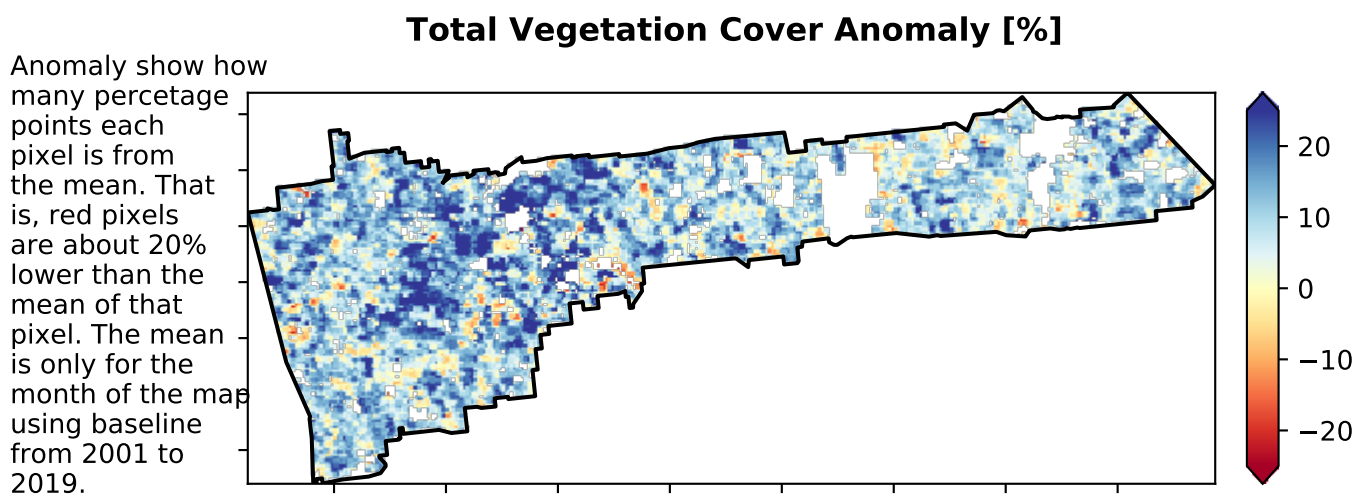 Total Vegetation Cover Anomaly [%]
Anomaly show how
many percetage
points each
pixel is from
the mean. That
is, red pixels
are about 20%
lower than the
mean of that
pixel. The mean
is only for the
month of the map
using baseline
from 2001 to
2019.
20
10
0
−10
−20